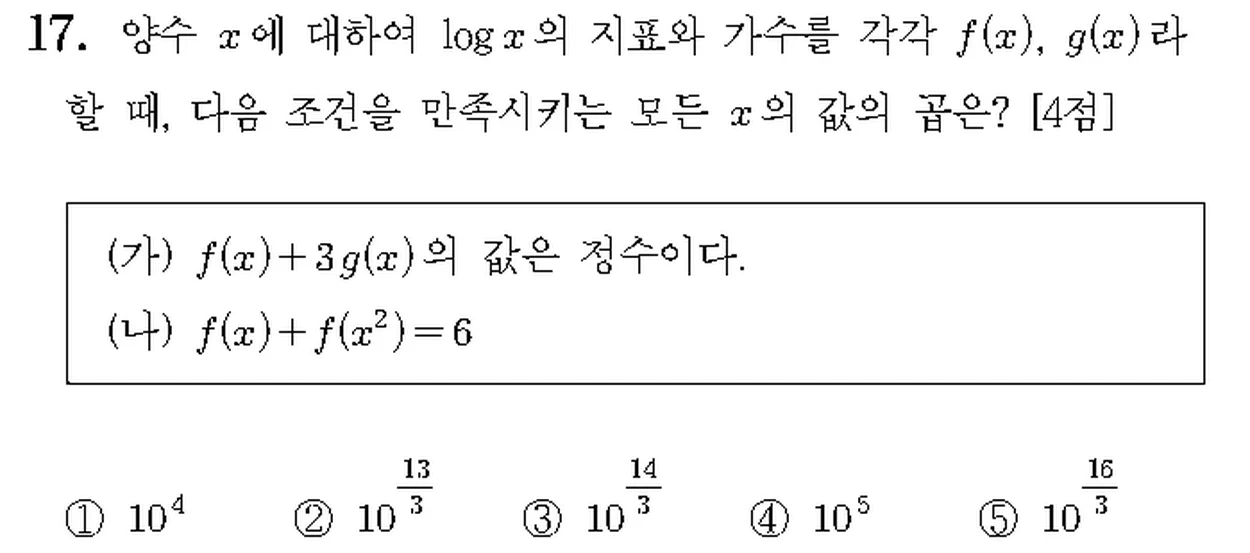 17. 양수 x에 대하여 log x의 지표와 가수를 각각 f(x), g(x)라
할 때, 다음 조건을 만족시키는 모든 x의 값의 곱은? [4점]
(가) f(x)+3g(x)의 값은 정수이다.
(나) f(x)+f(x²)=6
① 10⁴ ② 10^(13/3) ③ 10^(14/3) ④ 10⁵ ⑤ 10^(16/3)